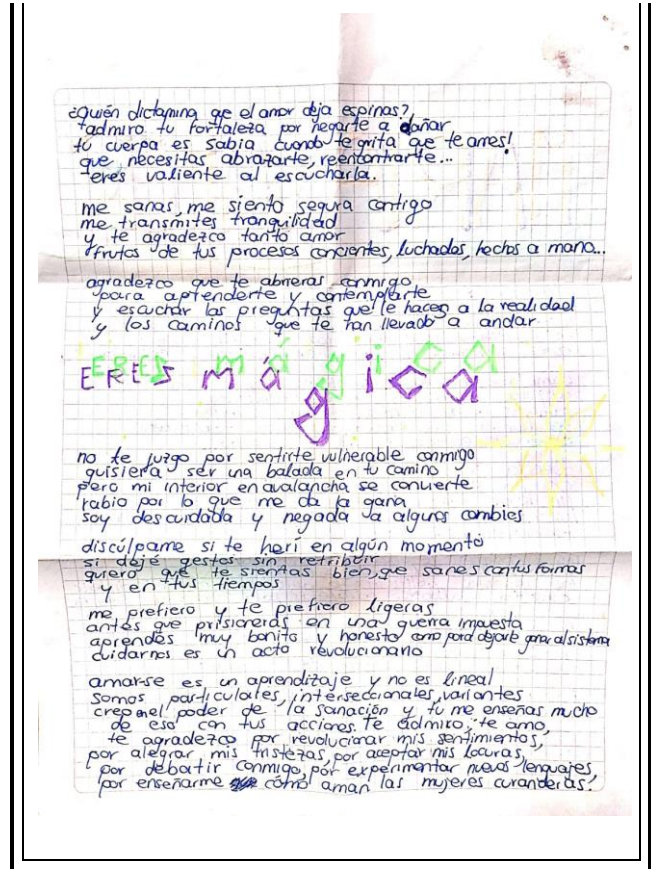 ¿quién dictamina qe el amor deja espinas?
admiro tu fortaleza por negarte a dañar
tú cuerpa es sabia cuando te grita que te ames!
que necesitas abrazarte, reencontrarte...
eres valiente al escucharla.
me sanas, me siento segura contigo
me transmites tranquilidad
y te agradezco tanto amor
frutos de tus procesos concientes, luchados, hechos a mano...
agradezco que te abrieras conmigo
para aprenderte y contemplarte
y escuchar las preguntas que le haces a la realidad
y los caminos que te han llevado a andar
ERES mágica
no te juzgo por sentirte vulnerable conmigo
quisiera ser una balada en tu camino
pero mi interior en avalancha se convierte
rabio por lo que me da la gana
soy descuidada y negada a algunos cambios
discúlpame si te herí en algún momento
si dejé gestos sin retribuir
quiero que te sientas bien, que sanes con tus formas
y en tus tiempos
me prefiero y te prefiero ligeras
antes que prisioneras en una guerra impuesta
aprendes muy bonito y honesto como para dejarle ganar al sistema
cuidarnos es un acto revolucionario
amarse es un aprendizaje y no es lineal
somos particulares, interseccionales, variantes
creo en el poder de la sanación y tu me enseñas mucho
de eso con tus acciones. Te admiro, te amo,
te agradezco por revolucionar mis sentimientos,
por alegrar mis tristezas, por aceptar mis locuras,
por debatir conmigo, por experimentar nuevos lenguajes,
por enseñarme cómo aman las mujeres curanderas!